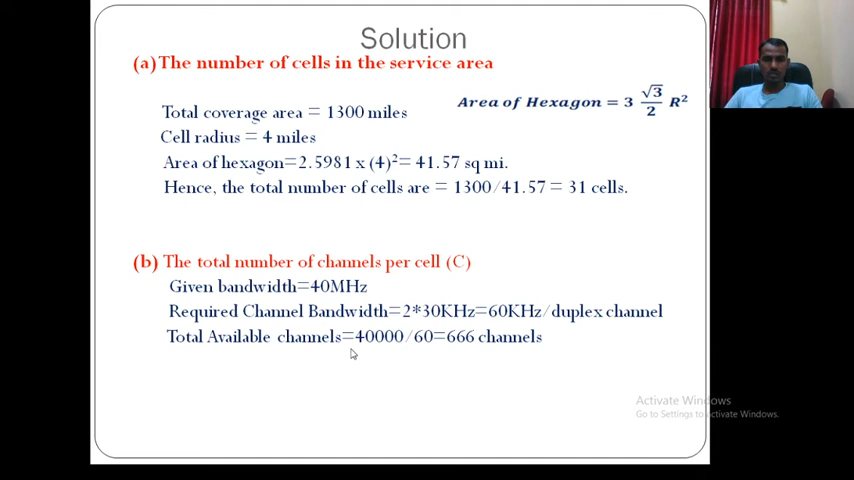 Solution
(a)The number of cells in the service area
Total coverage area = 1300 miles
Area of Hexagon = 3 √3/2 R²
Cell radius = 4 miles
Area of hexagon=2.5981 x (4)²= 41.57 sq mi.
Hence, the total number of cells are = 1300/41.57 = 31 cells.
(b) The total number of channels per cell (C)
Given bandwidth=40MHz
Required Channel Bandwidth=2*30KHz=60KHz/duplex channel
Total Available channels=40000/60=666 channels
Activate Windows
Go to Settings to Activate Windows.